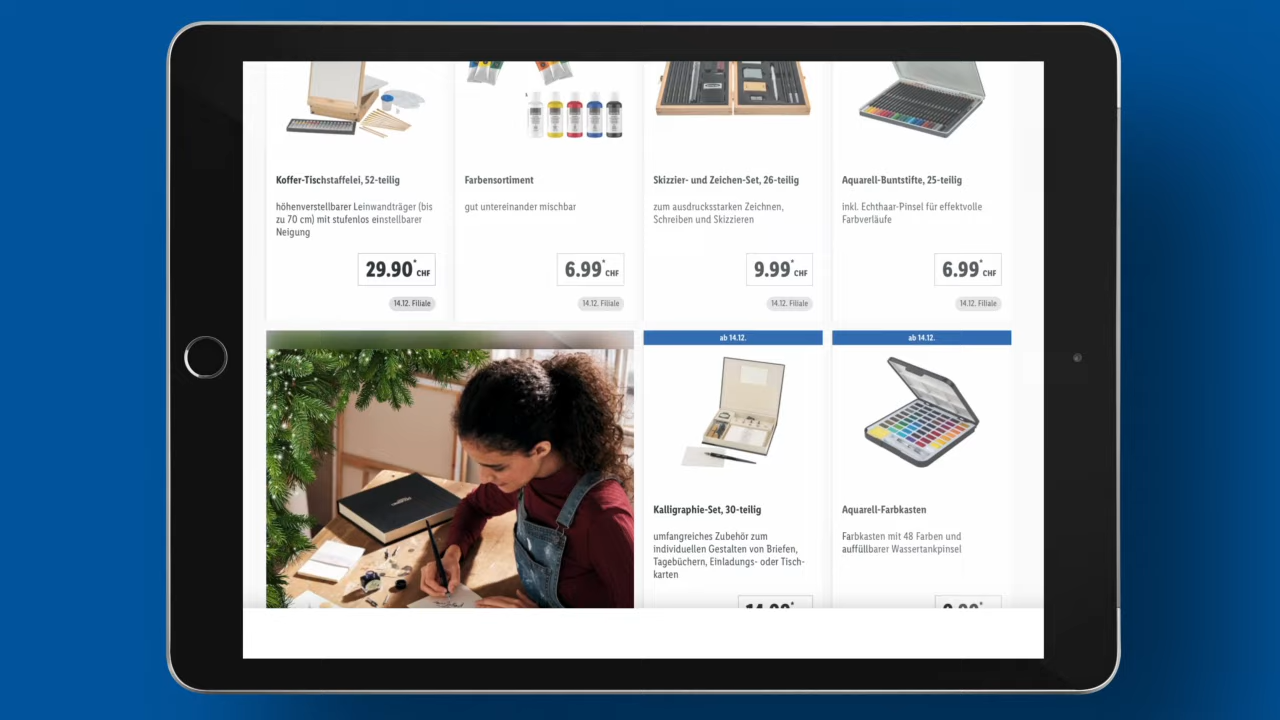 Koffer-Tischstaffelei, 52-teilig
höhenverstellbarer Leinwandträger (bis
zu 70 cm) mit stufenlos einstellbarer
Neigung
29.90* CHF
14.12. Filiale
Farbensortiment
gut untereinander mischbar
6.99* CHF
14.12. Filiale
Skizzier- und Zeichen-Set, 26-teilig
zum ausdrucksstarken Zeichnen,
Schreiben und Skizzieren
9.99* CHF
14.12. Filiale
Aquarell-Buntstifte, 25-teilig
inkl. Echthaar-Pinsel für effektvolle
Farbverläufe
6.99* CHF
14.12. Filiale
ab 14.12.
Kalligraphie-Set, 30-teilig
umfangreiches Zubehör zum
individuellen Gestalten von Briefen,
Tagebüchern, Einladungs- oder Tisch-
karten
ab 14.12.
Aquarell-Farbkasten
Farbkasten mit 48 Farben und
auffüllbarer Wassertankpinsel